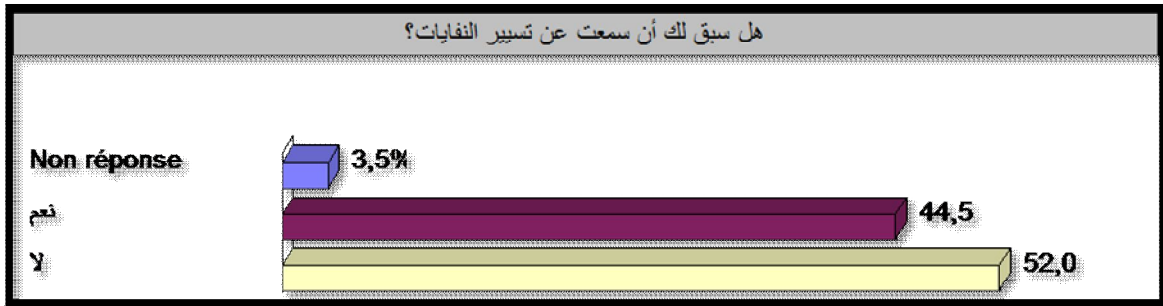 هل سبق لك أن سمعت عن تسيير النفايات؟
Non réponse 3,5%
نعم 44,5
لا 52,0